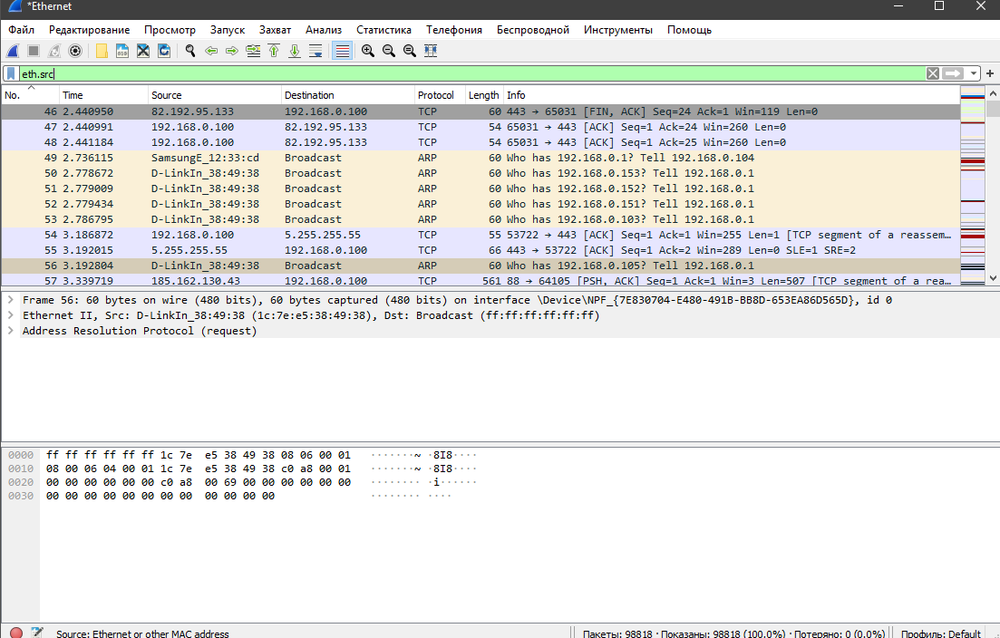 *Ethernet
Файл Редактирование Просмотр Запуск Захват Анализ Статистика Телефония Беспроводной Инструменты Помощь
eth.src
No. Time Source Destination Protocol Length Info
46 2.440950 82.192.95.133 192.168.0.100 TCP 60 443 → 65031 [FIN, ACK] Seq=24 Ack=1 Win=119 Len=0
47 2.440991 192.168.0.100 82.192.95.133 TCP 54 65031 → 443 [ACK] Seq=1 Ack=24 Win=260 Len=0
48 2.441184 192.168.0.100 82.192.95.133 TCP 54 65031 → 443 [ACK] Seq=1 Ack=25 Win=260 Len=0
49 2.736115 SamsungE_12:33:cd Broadcast ARP 60 Who has 192.168.0.1? Tell 192.168.0.104
50 2.778672 D-LinkIn_38:49:38 Broadcast ARP 60 Who has 192.168.0.153? Tell 192.168.0.1
51 2.779009 D-LinkIn_38:49:38 Broadcast ARP 60 Who has 192.168.0.152? Tell 192.168.0.1
52 2.779434 D-LinkIn_38:49:38 Broadcast ARP 60 Who has 192.168.0.151? Tell 192.168.0.1
53 2.786795 D-LinkIn_38:49:38 Broadcast ARP 60 Who has 192.168.0.103? Tell 192.168.0.1
54 3.186872 192.168.0.100 5.255.255.55 TCP 55 53722 → 443 [ACK] Seq=1 Ack=1 Win=255 Len=1 [TCP segment of a reassem…
55 3.192015 5.255.255.55 192.168.0.100 TCP 66 443 → 53722 [ACK] Seq=1 Ack=2 Win=289 Len=0 SLE=1 SRE=2
56 3.192804 D-LinkIn_38:49:38 Broadcast ARP 60 Who has 192.168.0.105? Tell 192.168.0.1
57 3.339719 185.162.130.43 192.168.0.100 TCP 561 88 → 64105 [PSH, ACK] Seq=1 Ack=1 Win=3 Len=507 [TCP segment of a rea…
Frame 56: 60 bytes on wire (480 bits), 60 bytes captured (480 bits) on interface \Device\NPF_{7E830704-E480-491B-BB8D-653EA86D565D}, id 0
Ethernet II, Src: D-LinkIn_38:49:38 (1c:7e:e5:38:49:38), Dst: Broadcast (ff:ff:ff:ff:ff:ff)
Address Resolution Protocol (request)
0000 ff ff ff ff ff ff 1c 7e e5 38 49 38 08 06 00 01 ·······~ ·8I8····
0010 08 00 06 04 00 01 1c 7e e5 38 49 38 c0 a8 00 01 ·······~ ·8I8····
0020 00 00 00 00 00 00 c0 a8 00 69 00 00 00 00 00 00 ········ ·i······
0030 00 00 00 00 00 00 00 00 00 00 00 00 ········ ····
Source: Ethernet or other MAC address Пакеты: 98818 · Показаны: 98818 (100.0%) · Потеряно: 0 (0.0%) Профиль: Default